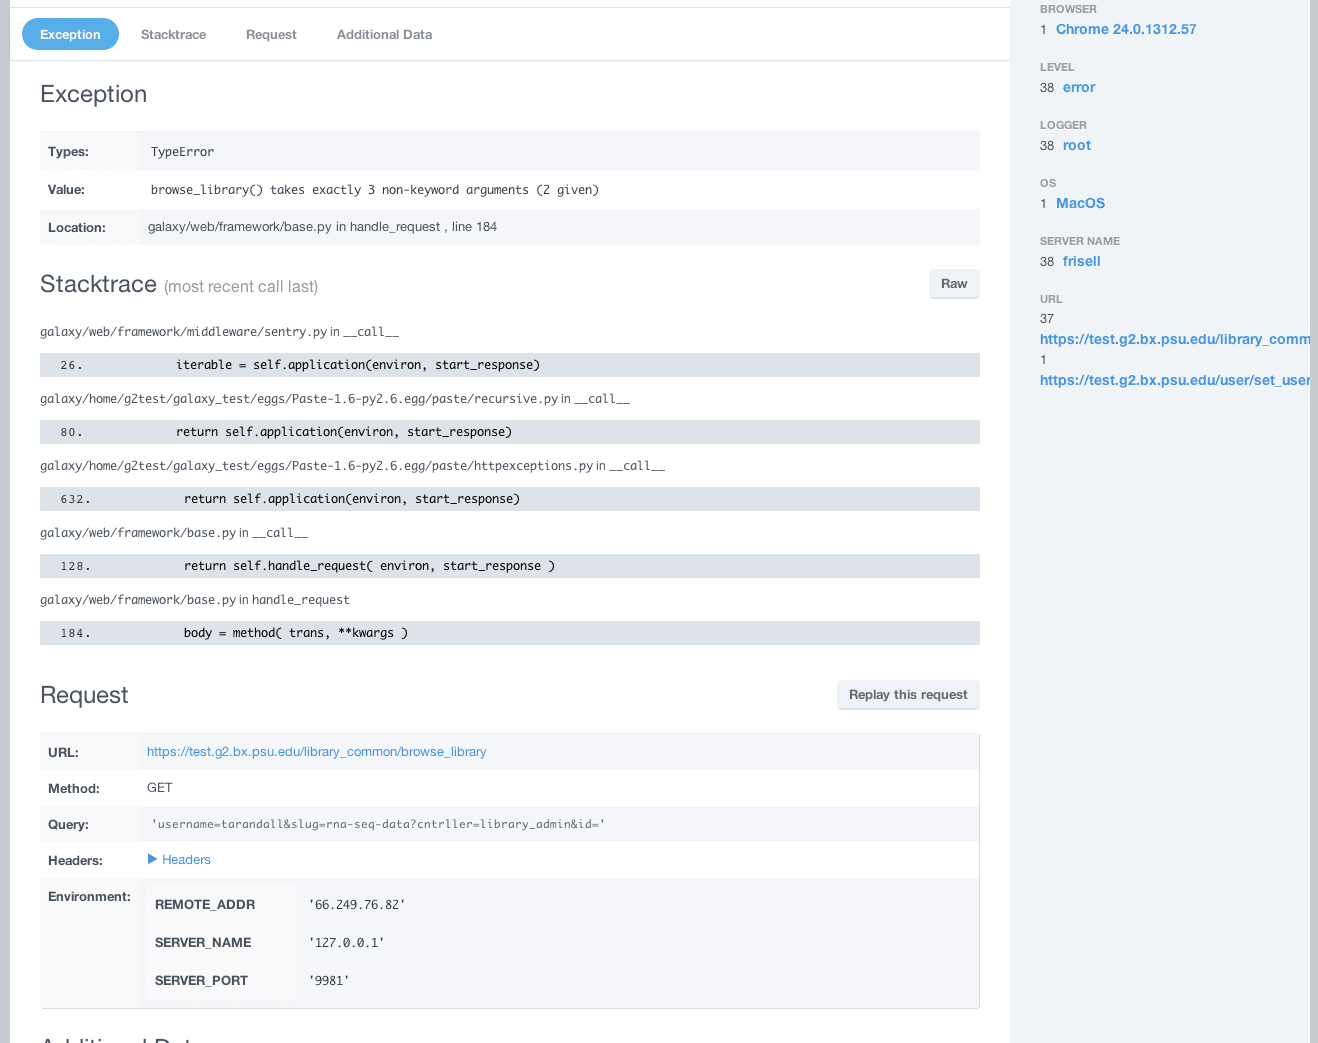 Exception Stacktrace Request Additional Data
Exception
Types: TypeError
Value: browse_library() takes exactly 3 non-keyword arguments (2 given)
Location: galaxy/web/framework/base.py in handle_request , line 184
Stacktrace (most recent call last) Raw
galaxy/web/framework/middleware/sentry.py in __call__
26. iterable = self.application(environ, start_response)
galaxy/home/g2test/galaxy_test/eggs/Paste-1.6-py2.6.egg/paste/recursive.py in __call__
80. return self.application(environ, start_response)
galaxy/home/g2test/galaxy_test/eggs/Paste-1.6-py2.6.egg/paste/httpexceptions.py in __call__
632. return self.application(environ, start_response)
galaxy/web/framework/base.py in __call__
128. return self.handle_request( environ, start_response )
galaxy/web/framework/base.py in handle_request
184. body = method( trans, **kwargs )
Request Replay this request
URL: https://test.g2.bx.psu.edu/library_common/browse_library
Method: GET
Query: 'username=tarandall&slug=rna-seq-data?cntrller=library_admin&id='
Headers: Headers
Environment:
REMOTE_ADDR '66.249.76.82'
SERVER_NAME '127.0.0.1'
SERVER_PORT '9981'
BROWSER
1 Chrome 24.0.1312.57
LEVEL
38 error
LOGGER
38 root
OS
1 MacOS
SERVER NAME
38 frisell
URL
37
https://test.g2.bx.psu.edu/library_comm
1
https://test.g2.bx.psu.edu/user/set_user